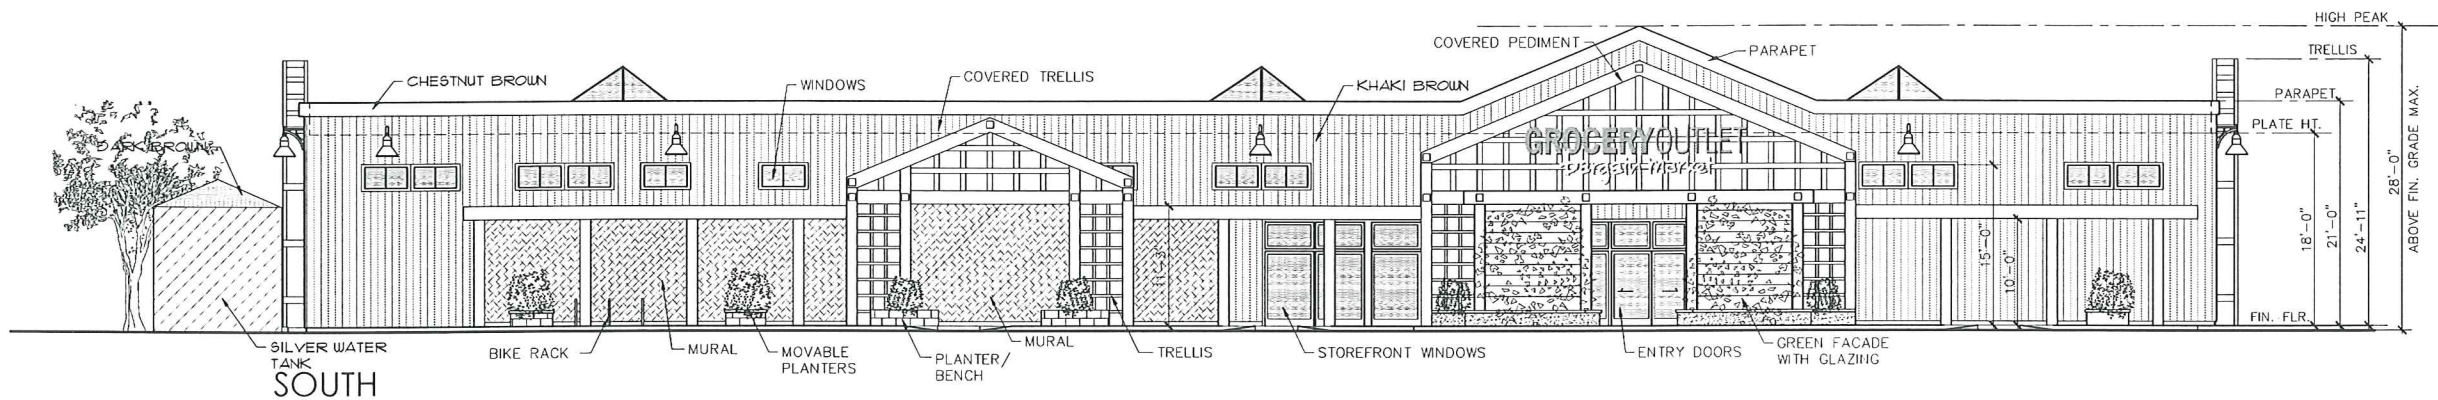 HIGH PEAK
COVERED PEDIMENT
PARAPET
TRELLIS
CHESTNUT BROWN
WINDOWS
COVERED TRELLIS
KHAKI BROWN
PARAPET
PLATE HT.
DARK BROWN
GROCERY OUTLET
bargain market
28'-0"
ABOVE FIN. GRADE MAX.
24'-11"
21'-0"
18'-0"
15'-0"
10'-0"
11'-3"
FIN. FLR.
SILVER WATER
TANK
BIKE RACK
MURAL
MOVABLE
PLANTERS
PLANTER/
BENCH
MURAL
TRELLIS
STOREFRONT WINDOWS
ENTRY DOORS
GREEN FACADE
WITH GLAZING
SOUTH